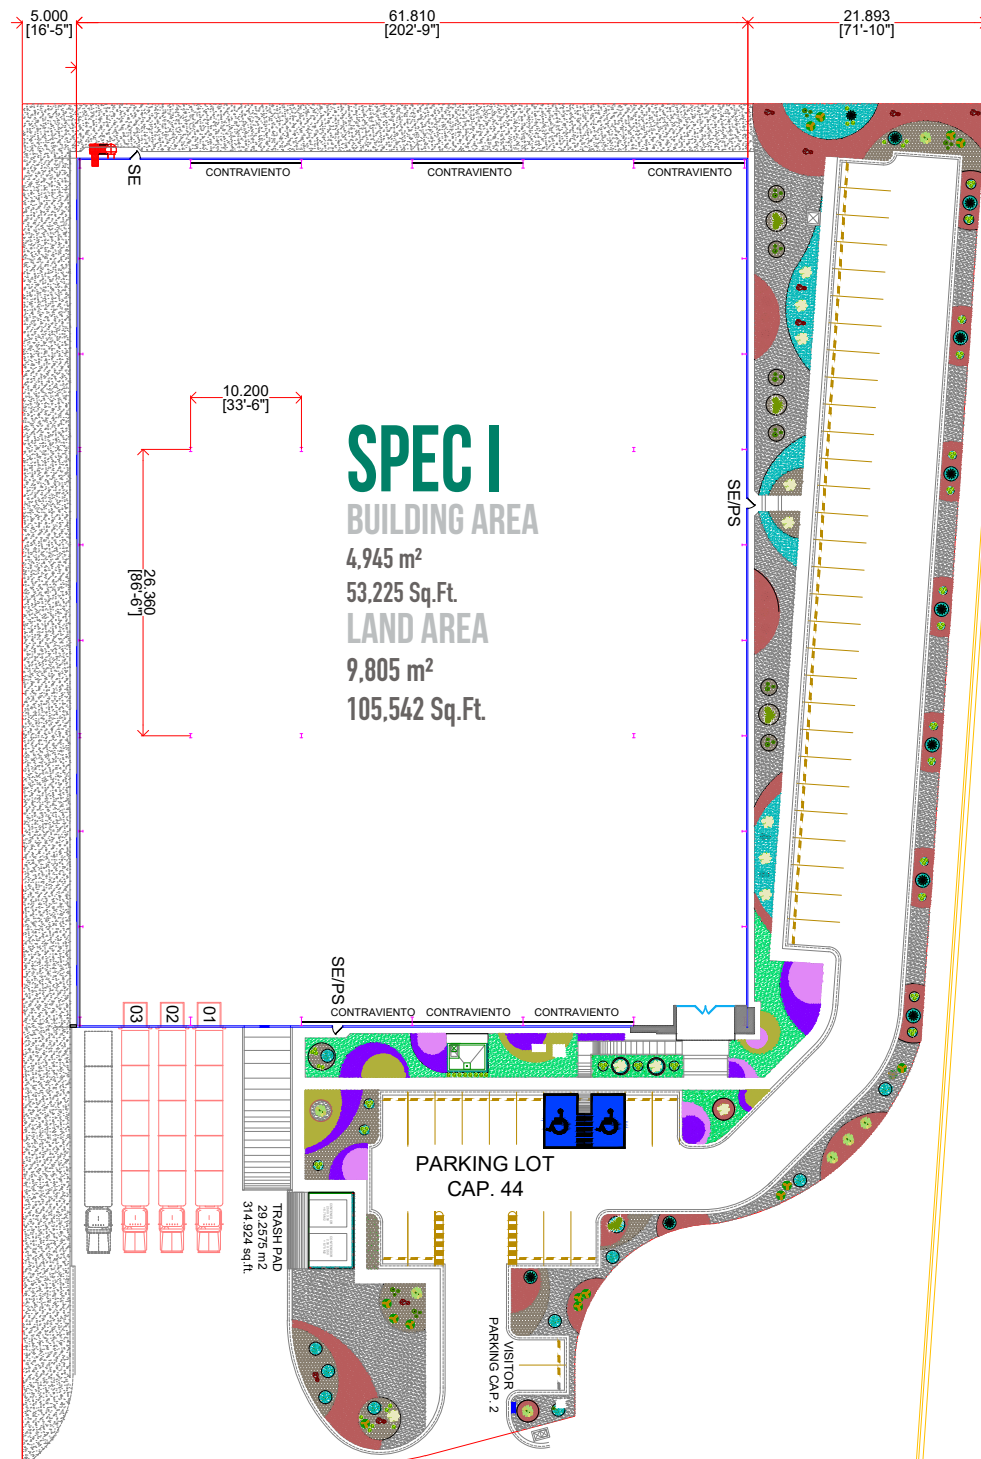 5.000
[16'-5"]
61.810
[202'-9"]
21.893
[71'-10"]
SE
CONTRAVIENTO
CONTRAVIENTO
CONTRAVIENTO
10.200
[33'-6"]
26.360
[86'-6"]
SPEC I
BUILDING AREA
4,945 m²
53,225 Sq.Ft.
LAND AREA
9,805 m²
105,542 Sq.Ft.
SE/PS
SE/PS
CONTRAVIENTO
CONTRAVIENTO
CONTRAVIENTO
03
02
01
PARKING LOT
CAP. 44
TRASH PAD
29.2575 m2
314.924 sq.ft.
VISITOR
PARKING CAP. 2